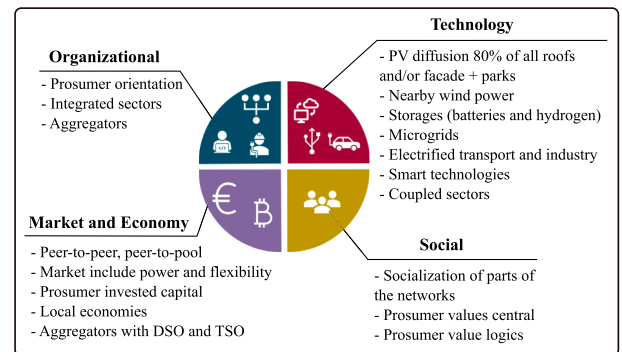 Organizational
- Prosumer orientation
- Integrated sectors
- Aggregators
Technology
- PV diffusion 80% of all roofs
and/or facade + parks
- Nearby wind power
- Storages (batteries and hydrogen)
- Microgrids
- Electrified transport and industry
- Smart technologies
- Coupled sectors
Market and Economy
- Peer-to-peer, peer-to-pool
- Market include power and flexibility
- Prosumer invested capital
- Local economies
- Aggregators with DSO and TSO
Social
- Socialization of parts of
the networks
- Prosumer values central
- Prosumer value logics